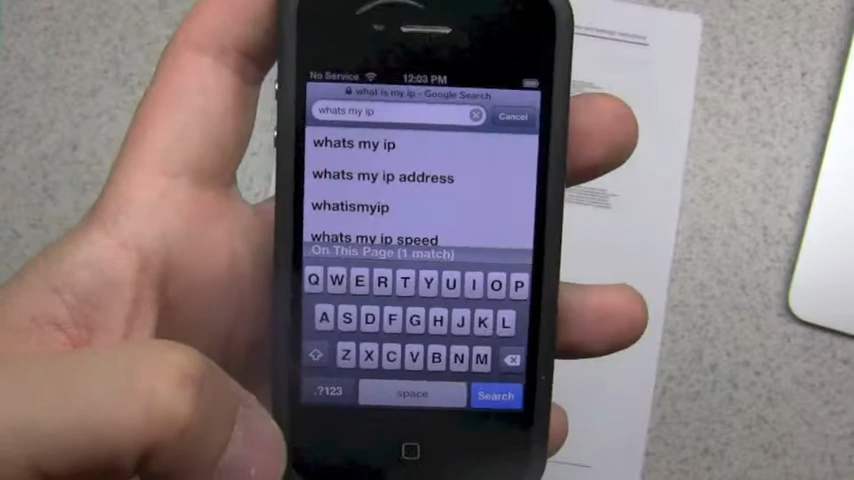 No Service 12:03 PM
what is my ip - Google Search
whats my ip Cancel
whats my ip
whats my ip address
whatismyip
whats my ip speed
On This Page (1 match)
Q W E R T Y U I O P
A S D F G H J K L
Z X C V B N M
.?123 space Search